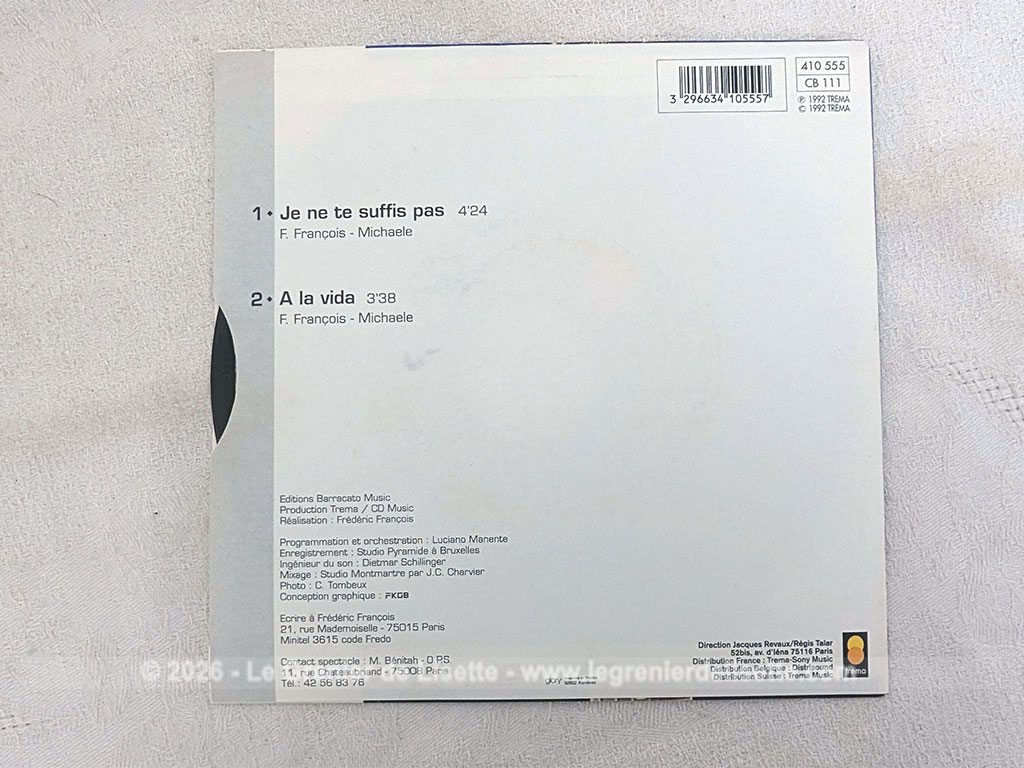 3 296634 105557
410 555
CB 111
℗ 1992 TREMA
© 1992 TREMA
1 • Je ne te suffis pas 4'24
F. François - Michaele
2 • A la vida 3'38
F. François - Michaele
Editions Barracato Music
Production Trema / CD Music
Réalisation : Frédéric François
Programmation et orchestration : Luciano Manente
Enregistrement : Studio Pyramide à Bruxelles
Ingénieur du son : Dietmar Schillinger
Mixage : Studio Montmartre par J.C. Charvier
Photo : C. Tombeux
Conception graphique : FKGB
Ecrire à Frédéric François
21, rue Mademoiselle - 75015 Paris
Minitel 3615 code Fredo
Contact spectacle : M. Bénitah - O.P.S.
11, rue Chateaubriand - 75008 Paris
Tél.: 42 56 83 76
Direction Jacques Revaux/Régis Talar
52bis, av. d'Iéna 75116 Paris
Distribution France : Trema-Sony Music
Distribution Belgique : Distrisound
Distribution Suisse : Trema Music
trema
© 2026 - Le
ette - www.legrenierd